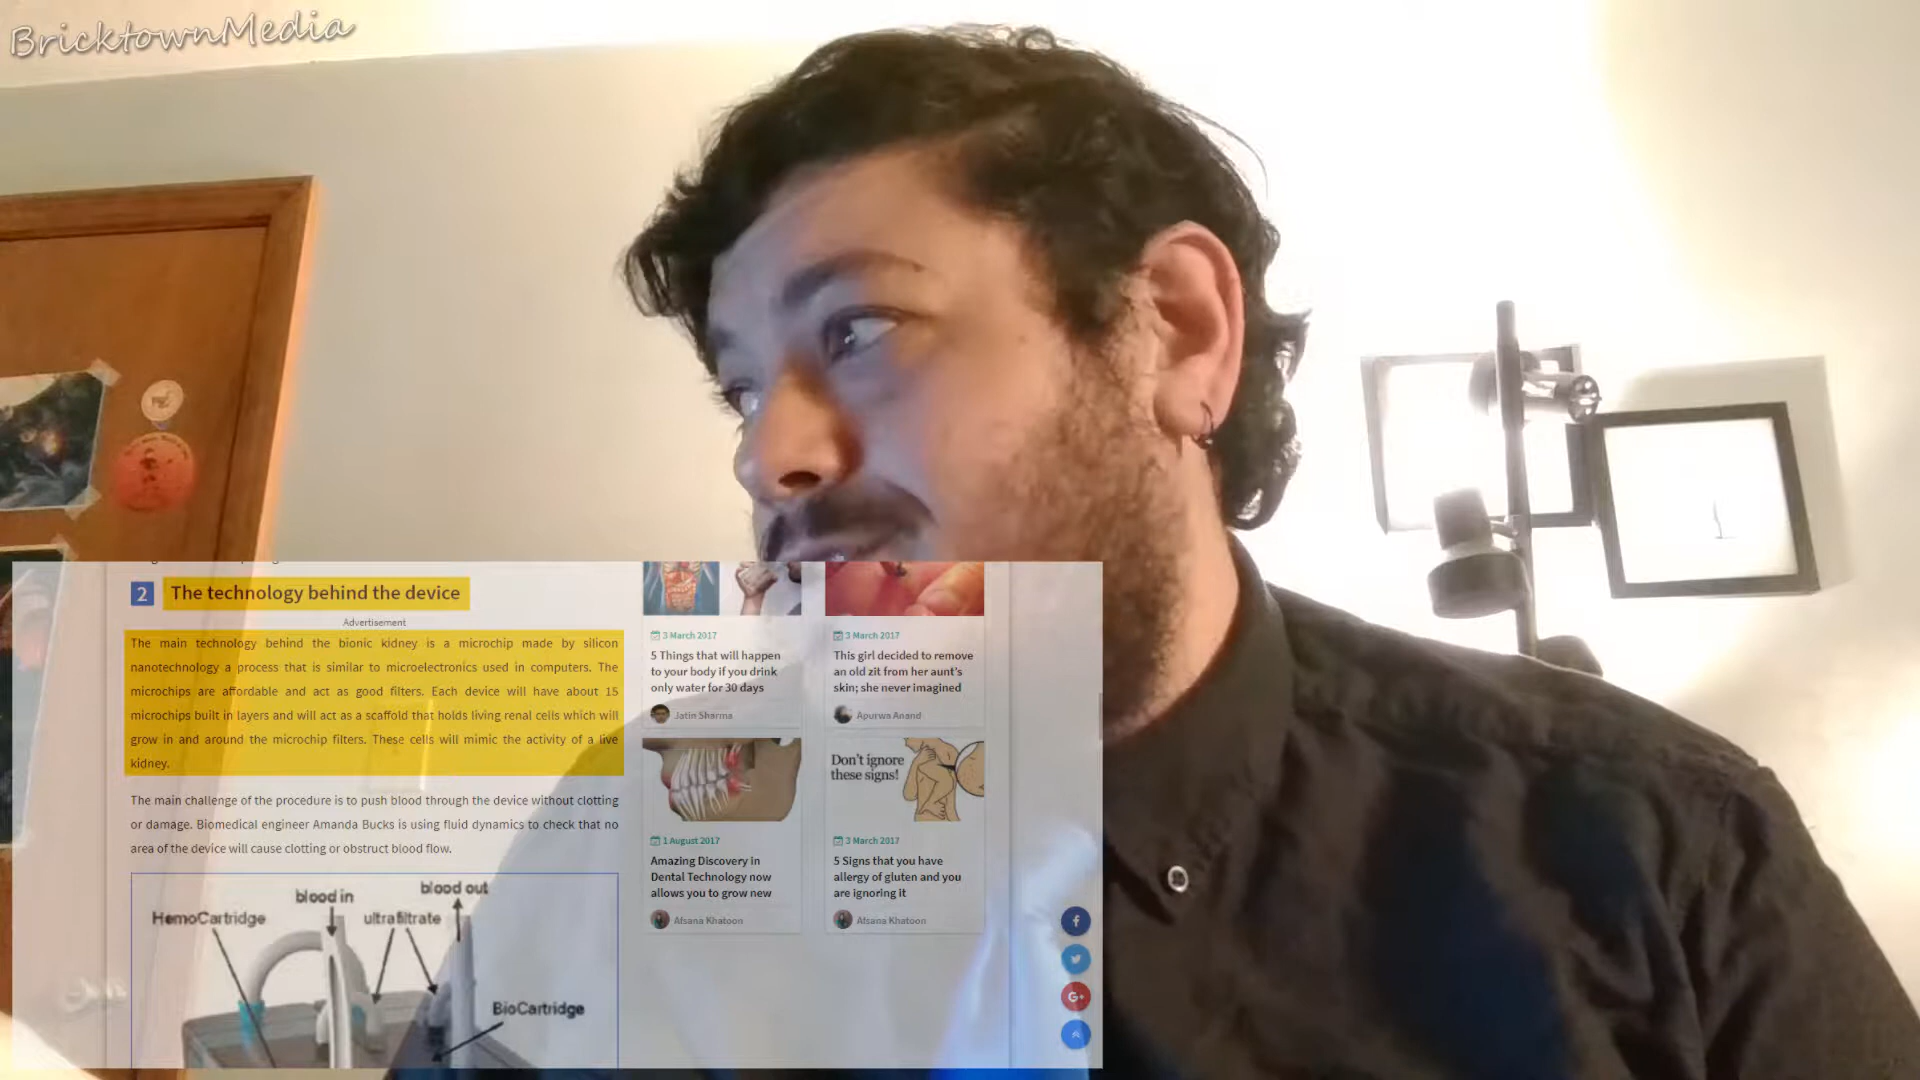 BricktownMedia
2 The technology behind the device
Advertisement
The main technology behind the bionic kidney is a microchip made by silicon
nanotechnology a process that is similar to microelectronics used in computers. The
microchips are affordable and act as good filters. Each device will have about 15
microchips built in layers and will act as a scaffold that holds living renal cells which will
grow in and around the microchip filters. These cells will mimic the activity of a live
kidney.
The main challenge of the procedure is to push blood through the device without clotting
or damage. Biomedical engineer Amanda Bucks is using fluid dynamics to check that no
area of the device will cause clotting or obstruct blood flow.
blood in
blood out
HemoCartridge
ultrafiltrate
BioCartridge
3 March 2017
5 Things that will happen
to your body if you drink
only water for 30 days
Jatin Sharma
3 March 2017
This girl decided to remove
an old zit from her aunt's
skin; she never imagined
Apurwa Anand
1 August 2017
Amazing Discovery in
Dental Technology now
allows you to grow new
Afsana Khatoon
Don't ignore
these signs!
3 March 2017
5 Signs that you have
allergy of gluten and you
are ignoring it
Afsana Khatoon
f
G+